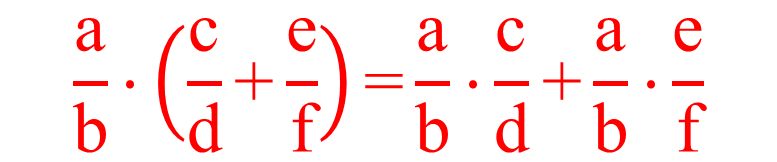 a/b · (c/d + e/f) = a/b · c/d + a/b · e/f